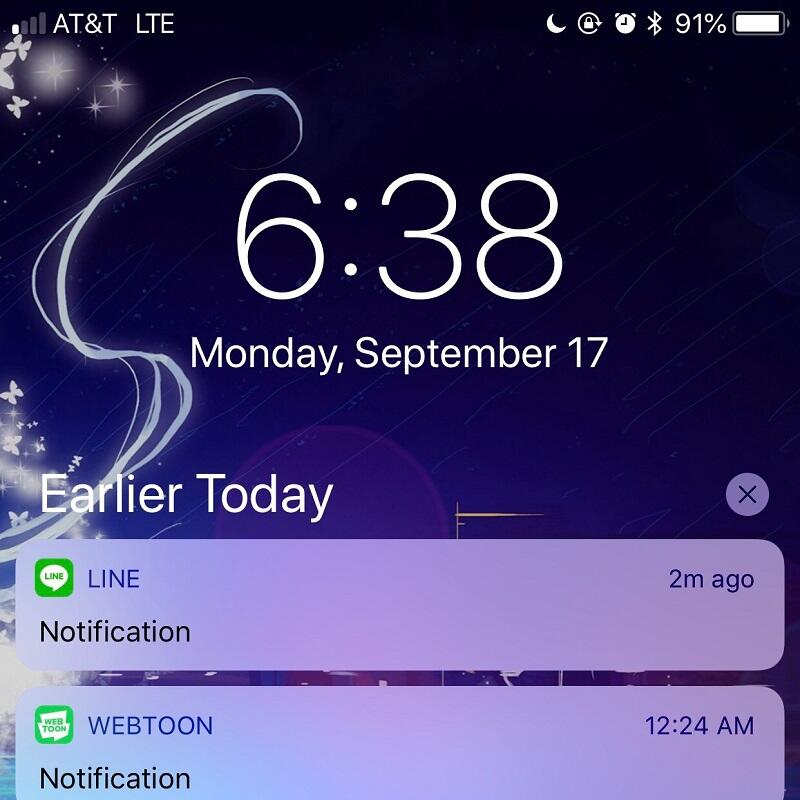 AT&T LTE 91%
6:38
Monday, September 17
Earlier Today
LINE LINE 2m ago
Notification
WEB TOON WEBTOON 12:24 AM
Notification